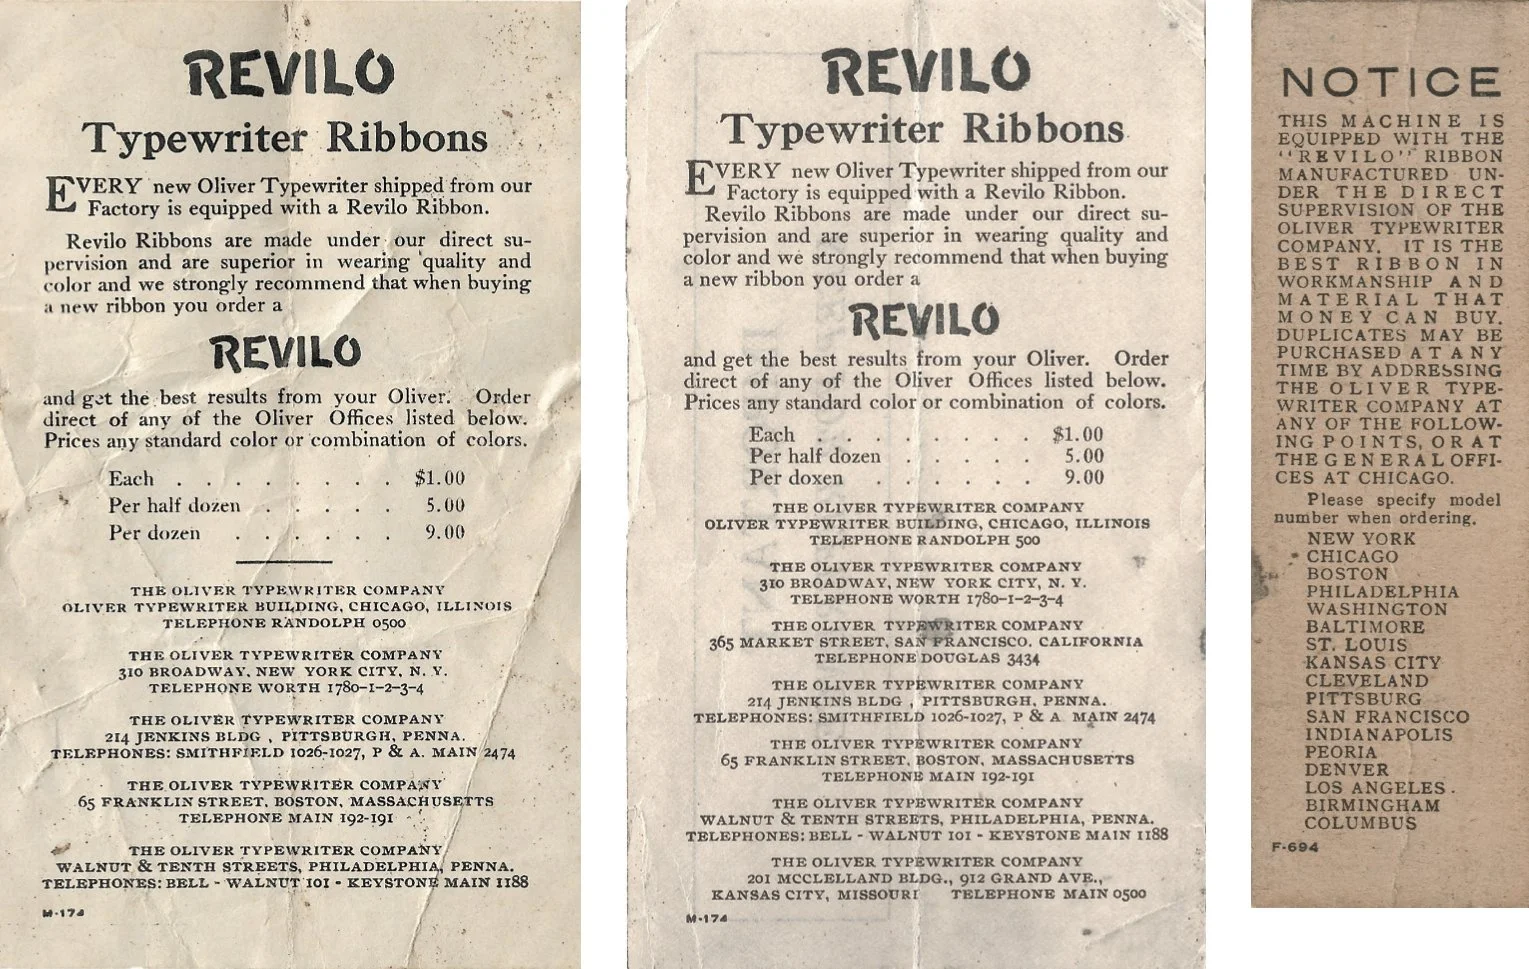 REVILO
Typewriter Ribbons
EVERY new Oliver Typewriter shipped from our
Factory is equipped with a Revilo Ribbon.
Revilo Ribbons are made under our direct su-
pervision and are superior in wearing quality and
color and we strongly recommend that when buying
a new ribbon you order a
REVILO
and get the best results from your Oliver. Order
direct of any of the Oliver Offices listed below.
Prices any standard color or combination of colors.
Each . . . . . . . . $1.00
Per half dozen . . . . . 5.00
Per dozen . . . . . . 9.00
THE OLIVER TYPEWRITER COMPANY
OLIVER TYPEWRITER BUILDING, CHICAGO, ILLINOIS
TELEPHONE RANDOLPH 0500
THE OLIVER TYPEWRITER COMPANY
310 BROADWAY, NEW YORK CITY, N. Y.
TELEPHONE WORTH 1780-1-2-3-4
THE OLIVER TYPEWRITER COMPANY
214 JENKINS BLDG , PITTSBURGH, PENNA.
TELEPHONES: SMITHFIELD 1026-1027, P & A. MAIN 2474
THE OLIVER TYPEWRITER COMPANY
65 FRANKLIN STREET, BOSTON, MASSACHUSETTS
TELEPHONE MAIN 192-191
THE OLIVER TYPEWRITER COMPANY
WALNUT & TENTH STREETS, PHILADELPHIA, PENNA.
TELEPHONES: BELL - WALNUT 101 - KEYSTONE MAIN 1188
M-174
REVILO
Typewriter Ribbons
EVERY new Oliver Typewriter shipped from our
Factory is equipped with a Revilo Ribbon.
Revilo Ribbons are made under our direct su-
pervision and are superior in wearing quality and
color and we strongly recommend that when buying
a new ribbon you order a
REVILO
and get the best results from your Oliver. Order
direct of any of the Oliver Offices listed below.
Prices any standard color or combination of colors.
Each . . . . . . . . $1.00
Per half dozen . . . . . 5.00
Per doxen . . . . . . 9.00
THE OLIVER TYPEWRITER COMPANY
OLIVER TYPEWRITER BUILDING, CHICAGO, ILLINOIS
TELEPHONE RANDOLPH 500
THE OLIVER TYPEWRITER COMPANY
310 BROADWAY, NEW YORK CITY, N. Y.
TELEPHONE WORTH 1780-1-2-3-4
THE OLIVER TYPEWRITER COMPANY
365 MARKET STREET, SAN FRANCISCO. CALIFORNIA
TELEPHONE DOUGLAS 3434
THE OLIVER TYPEWRITER COMPANY
214 JENKINS BLDG , PITTSBURGH, PENNA.
TELEPHONES: SMITHFIELD 1026-1027, P & A MAIN 2474
THE OLIVER TYPEWRITER COMPANY
65 FRANKLIN STREET, BOSTON, MASSACHUSETTS
TELEPHONE MAIN 192-191
THE OLIVER TYPEWRITER COMPANY
WALNUT & TENTH STREETS, PHILADELPHIA, PENNA.
TELEPHONES: BELL - WALNUT 101 - KEYSTONE MAIN 1188
THE OLIVER TYPEWRITER COMPANY
201 MCCLELLAND BLDG., 912 GRAND AVE.,
KANSAS CITY, MISSOURI TELEPHONE MAIN 0500
M-174
NOTICE
THIS MACHINE IS
EQUIPPED WITH THE
"REVILO" RIBBON
MANUFACTURED UN-
DER THE DIRECT
SUPERVISION OF THE
OLIVER TYPEWRITER
COMPANY. IT IS THE
BEST RIBBON IN
WORKMANSHIP AND
MATERIAL THAT
MONEY CAN BUY.
DUPLICATES MAY BE
PURCHASED AT ANY
TIME BY ADDRESSING
THE OLIVER TYPE-
WRITER COMPANY AT
ANY OF THE FOLLOW-
ING POINTS, OR AT
THE GENERAL OFFI-
CES AT CHICAGO.
Please specify model
number when ordering.
NEW YORK
CHICAGO
BOSTON
PHILADELPHIA
WASHINGTON
BALTIMORE
ST. LOUIS
KANSAS CITY
CLEVELAND
PITTSBURG
SAN FRANCISCO
INDIANAPOLIS
PEORIA
DENVER
LOS ANGELES.
BIRMINGHAM
COLUMBUS
F-694